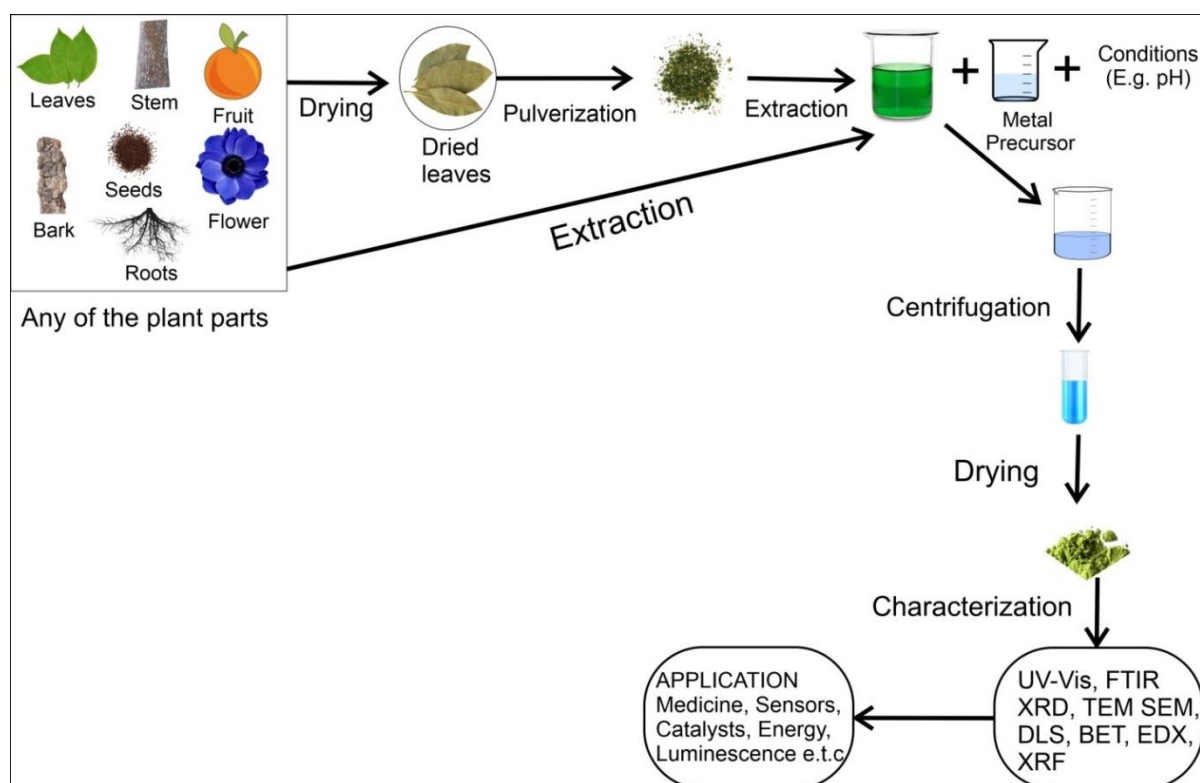 Leaves
Stem
Fruit
Bark
Seeds
Flower
Roots
Any of the plant parts
Drying
Dried
leaves
Pulverization
Extraction
Extraction
+
Metal
Precursor
+
Conditions
(E.g. pH)
Centrifugation
Drying
Characterization
UV-Vis, FTIR
XRD, TEM SEM,
DLS, BET, EDX,
XRF
APPLICATION
Medicine, Sensors,
Catalysts, Energy,
Luminescence e.t.c